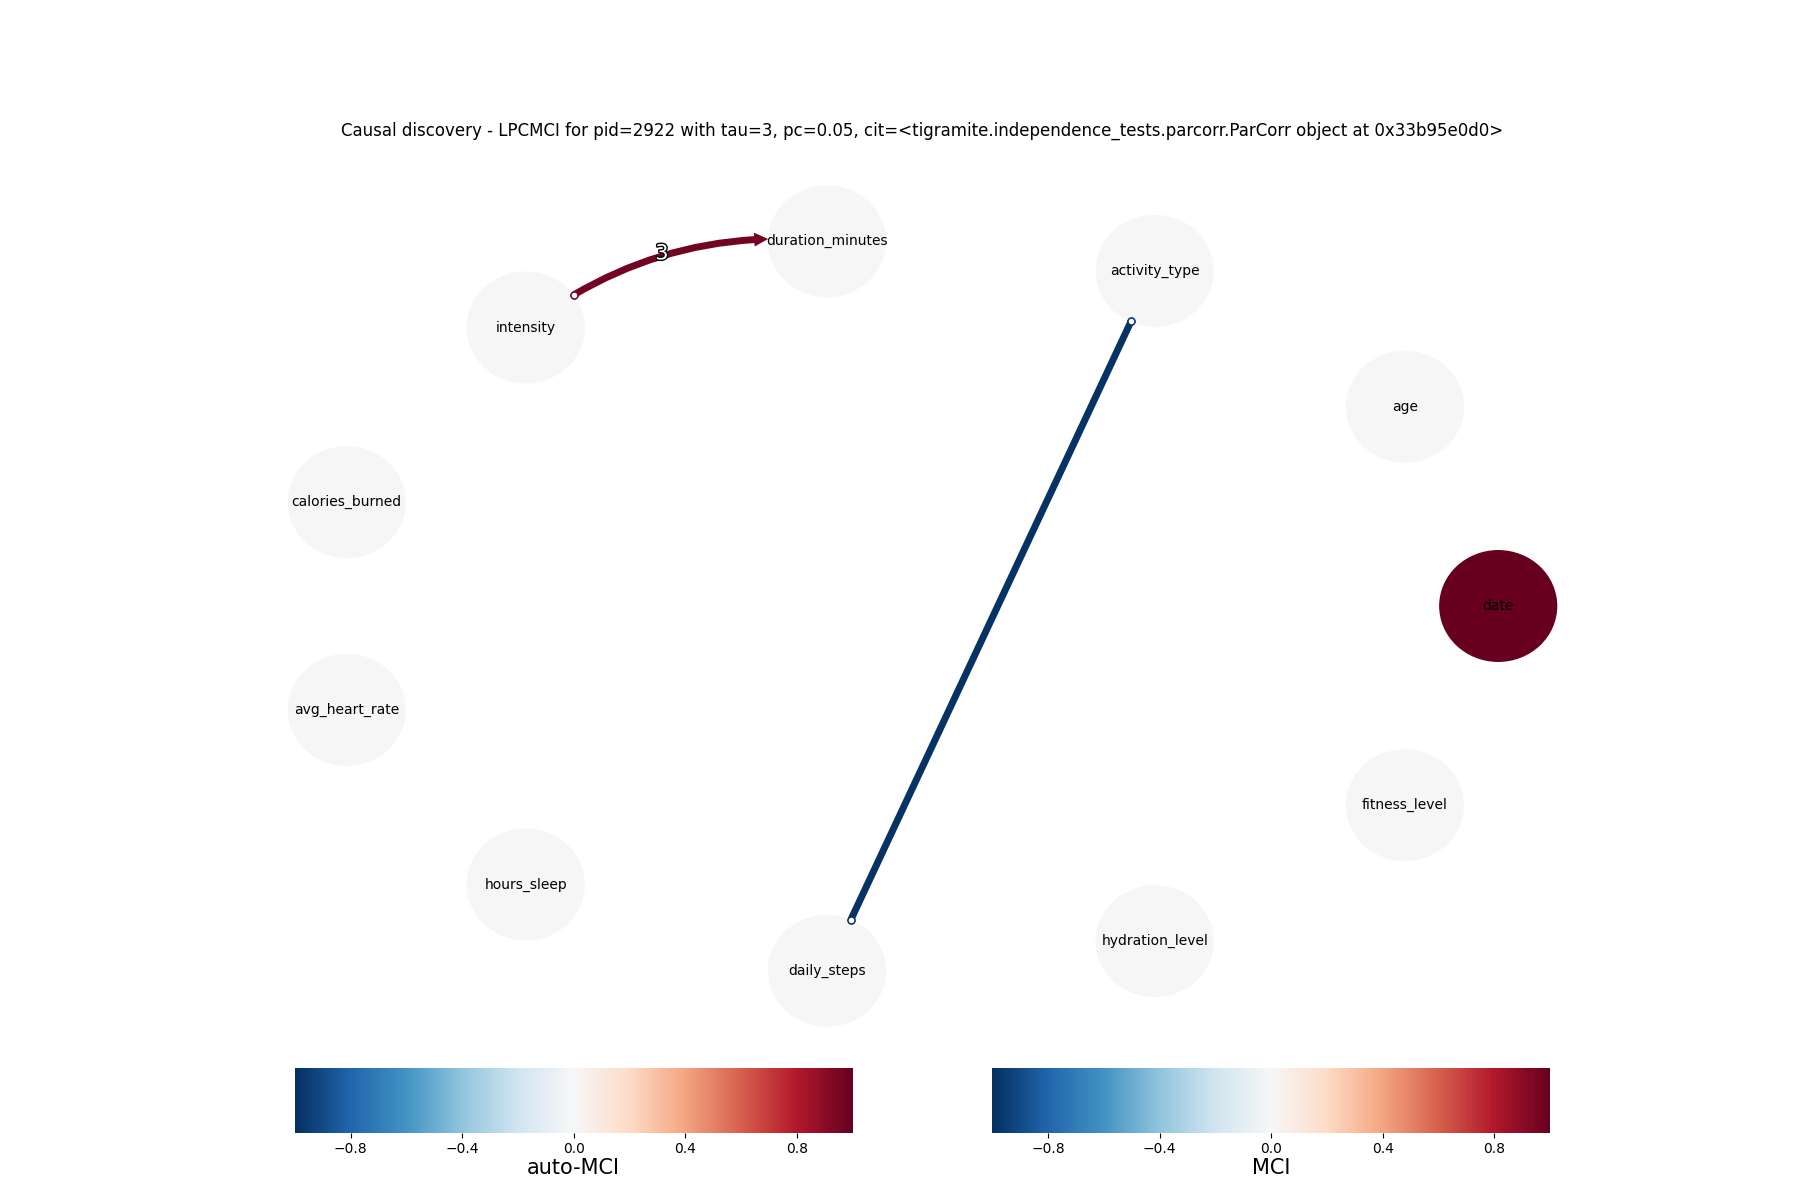 Causal discovery - LPCMCI for pid=2922 with tau=3, pc=0.05, cit=<tigramite.independence_tests.parcorr.ParCorr object at 0x33b95e0d0>
duration_minutes
3
activity_type
intensity
age
calories_burned
date
avg_heart_rate
fitness_level
hours_sleep
hydration_level
daily_steps
−0.8 −0.4 0.0 0.4 0.8
auto-MCI
−0.8 −0.4 0.0 0.4 0.8
MCI